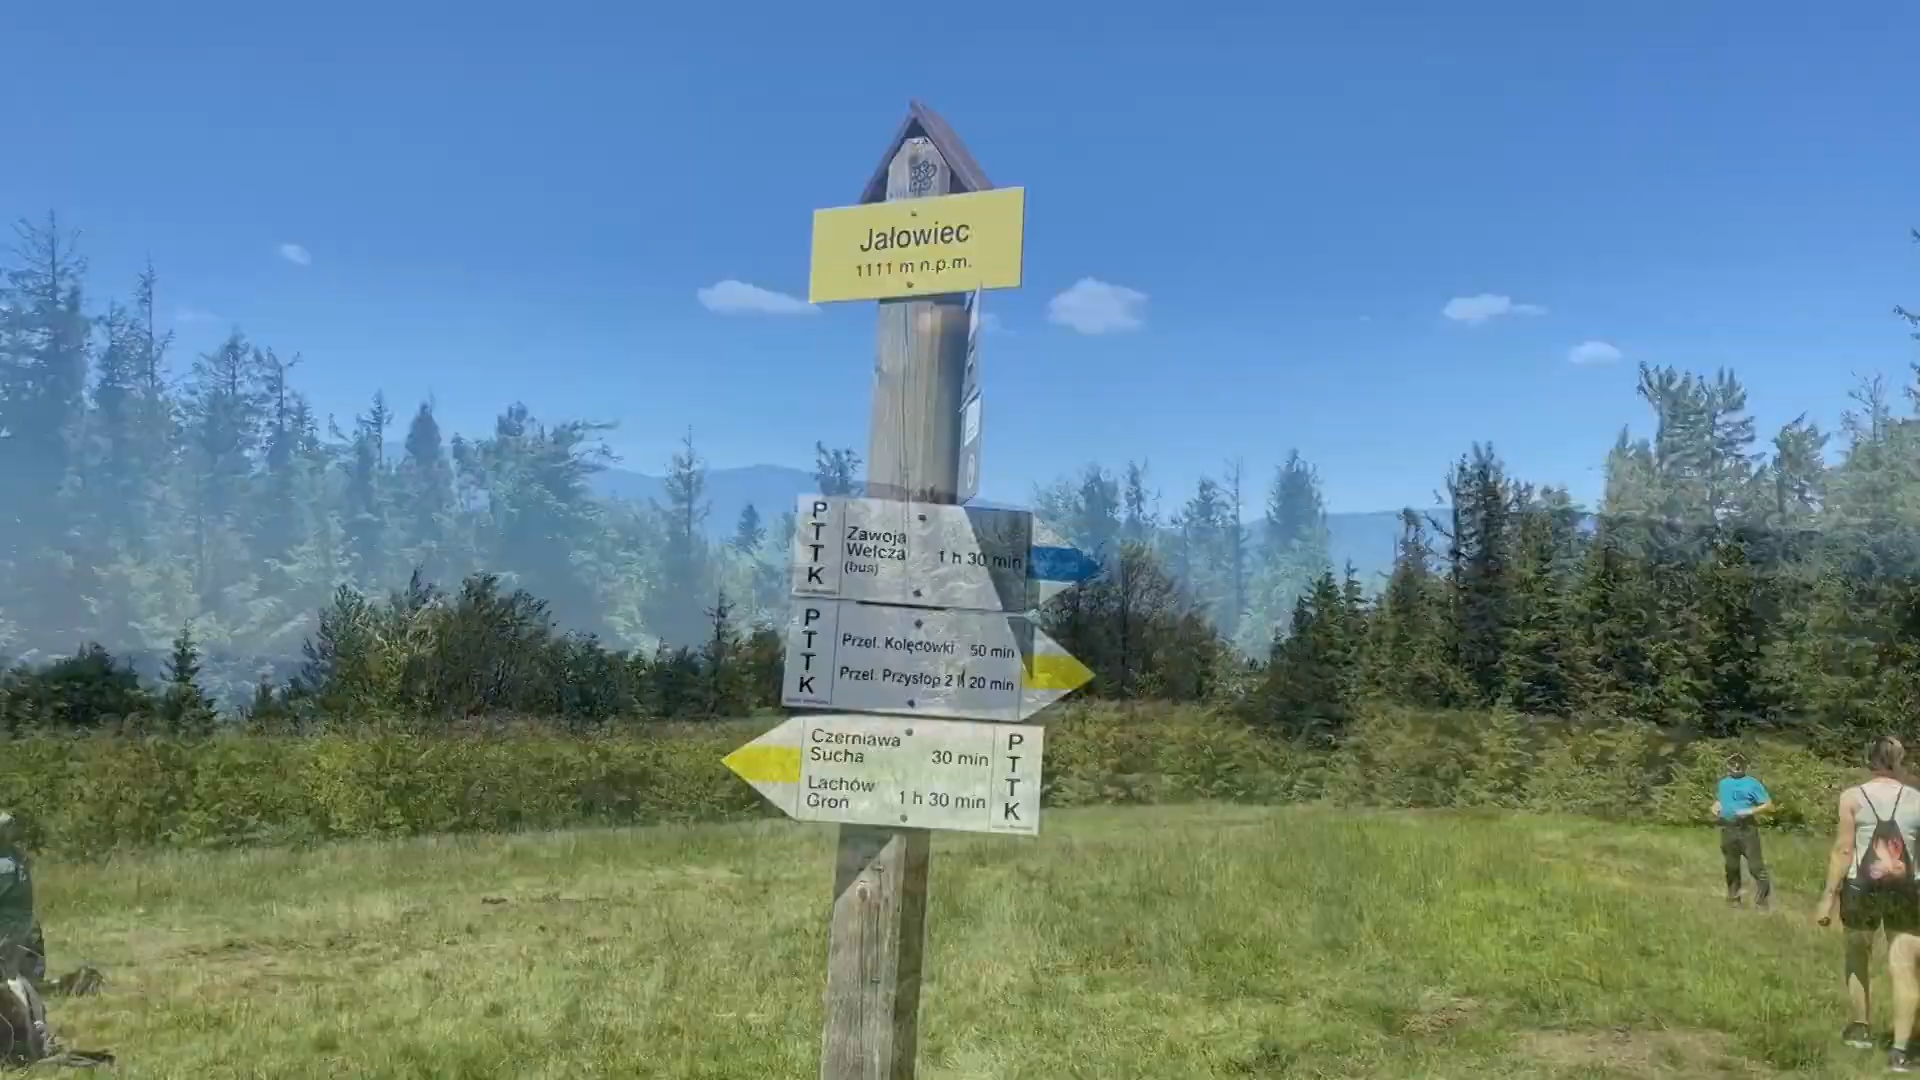 Jałowiec
1111 m n.p.m.
PTTK
Zawoja
Wełcza
(bus)
1 h 30 min
PTTK
Przeł. Kolędówki 50 min
Przeł. Przysłop 2 h 20 min
Czerniawa
Sucha
30 min
Lachów
Groń
1 h 30 min
PTTK